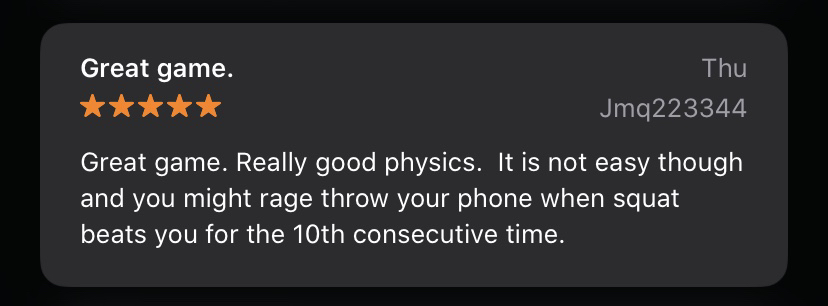 Great game.
Thu
Jmq223344
Great game. Really good physics.  It is not easy though
and you might rage throw your phone when squat
beats you for the 10th consecutive time.